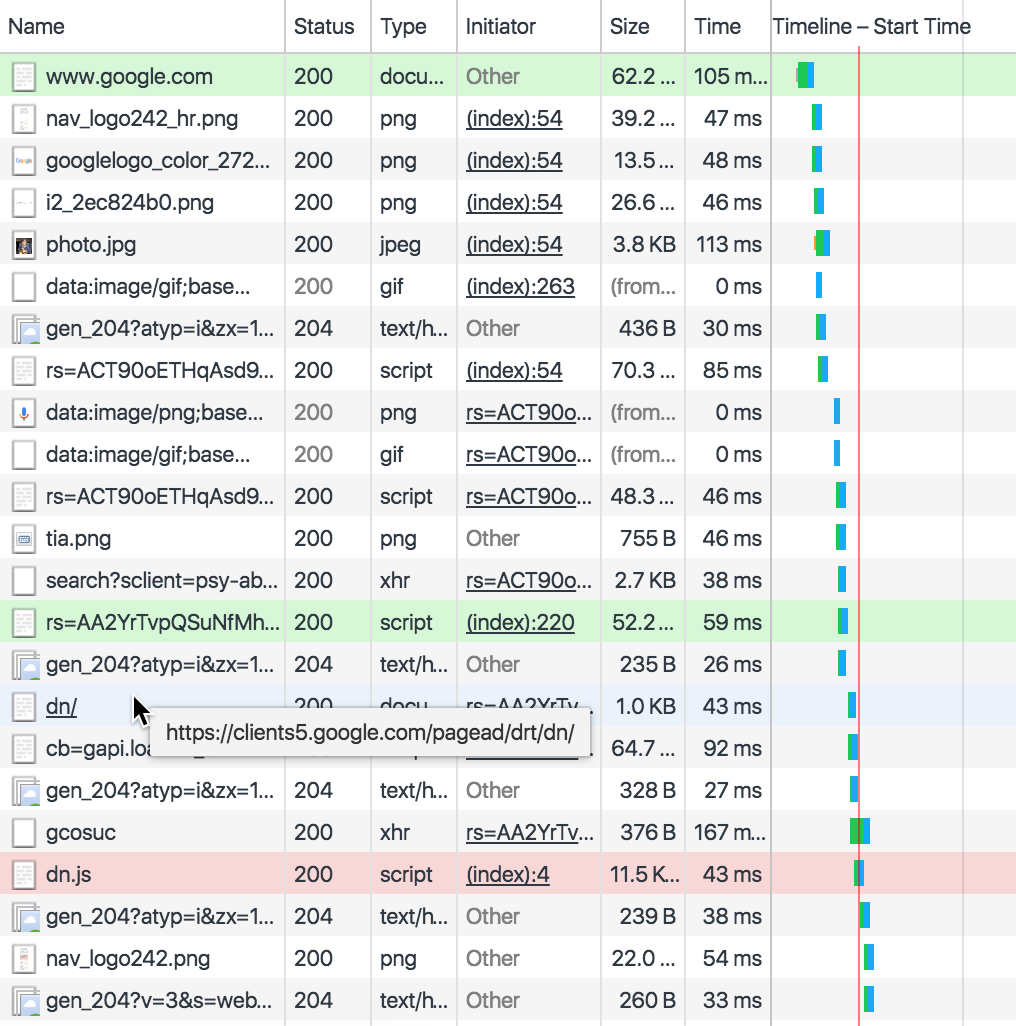 Name Status Type Initiator Size Time Timeline – Start Time
www.google.com 200 docu... Other 62.2 ... 105 m...
nav_logo242_hr.png 200 png (index):54 39.2 ... 47 ms
googlelogo_color_272... 200 png (index):54 13.5 ... 48 ms
i2_2ec824b0.png 200 png (index):54 26.6 ... 46 ms
photo.jpg 200 jpeg (index):54 3.8 KB 113 ms
data:image/gif;base... 200 gif (index):263 (from... 0 ms
gen_204?atyp=i&zx=1... 204 text/h... Other 436 B 30 ms
rs=ACT90oETHqAsd9... 200 script (index):54 70.3 ... 85 ms
data:image/png;base... 200 png rs=ACT90o... (from... 0 ms
data:image/gif;base... 200 gif rs=ACT90o... (from... 0 ms
rs=ACT90oETHqAsd9... 200 script rs=ACT90o... 48.3 ... 46 ms
tia.png 200 png Other 755 B 46 ms
search?sclient=psy-ab... 200 xhr rs=ACT90o... 2.7 KB 38 ms
rs=AA2YrTvpQSuNfMh... 200 script (index):220 52.2 ... 59 ms
gen_204?atyp=i&zx=1... 204 text/h... Other 235 B 26 ms
dn/ 200 docu... rs=AA2YrTv... 1.0 KB 43 ms
https://clients5.google.com/pagead/drt/dn/
cb=gapi.loa 64.7 ... 92 ms
gen_204?atyp=i&zx=1... 204 text/h... Other 328 B 27 ms
gcosuc 200 xhr rs=AA2YrTv... 376 B 167 m...
dn.js 200 script (index):4 11.5 K... 43 ms
gen_204?atyp=i&zx=1... 204 text/h... Other 239 B 38 ms
nav_logo242.png 200 png Other 22.0 ... 54 ms
gen_204?v=3&s=web... 204 text/h... Other 260 B 33 ms